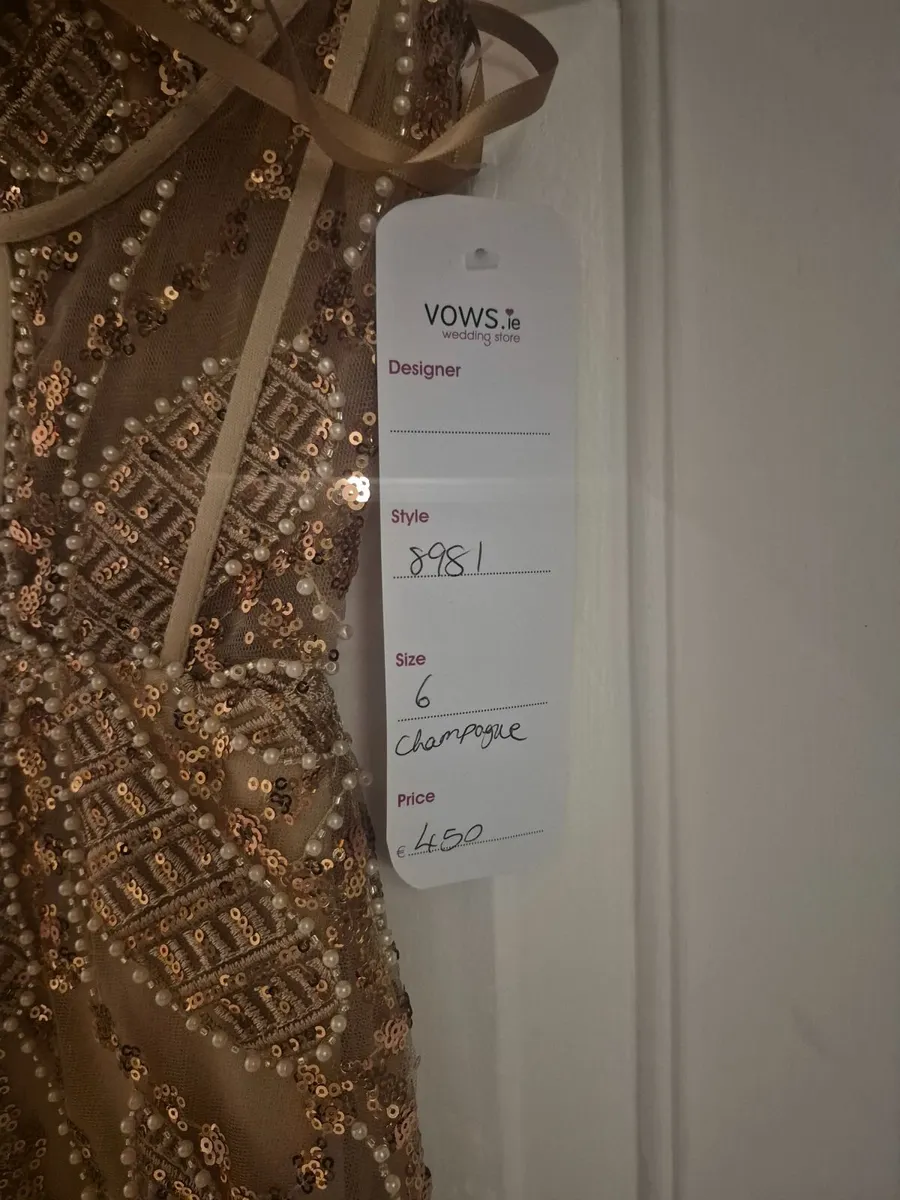 VOWS.ie
wedding store
Designer
Style
8981
Size
6
Champagne
Price
€ 450